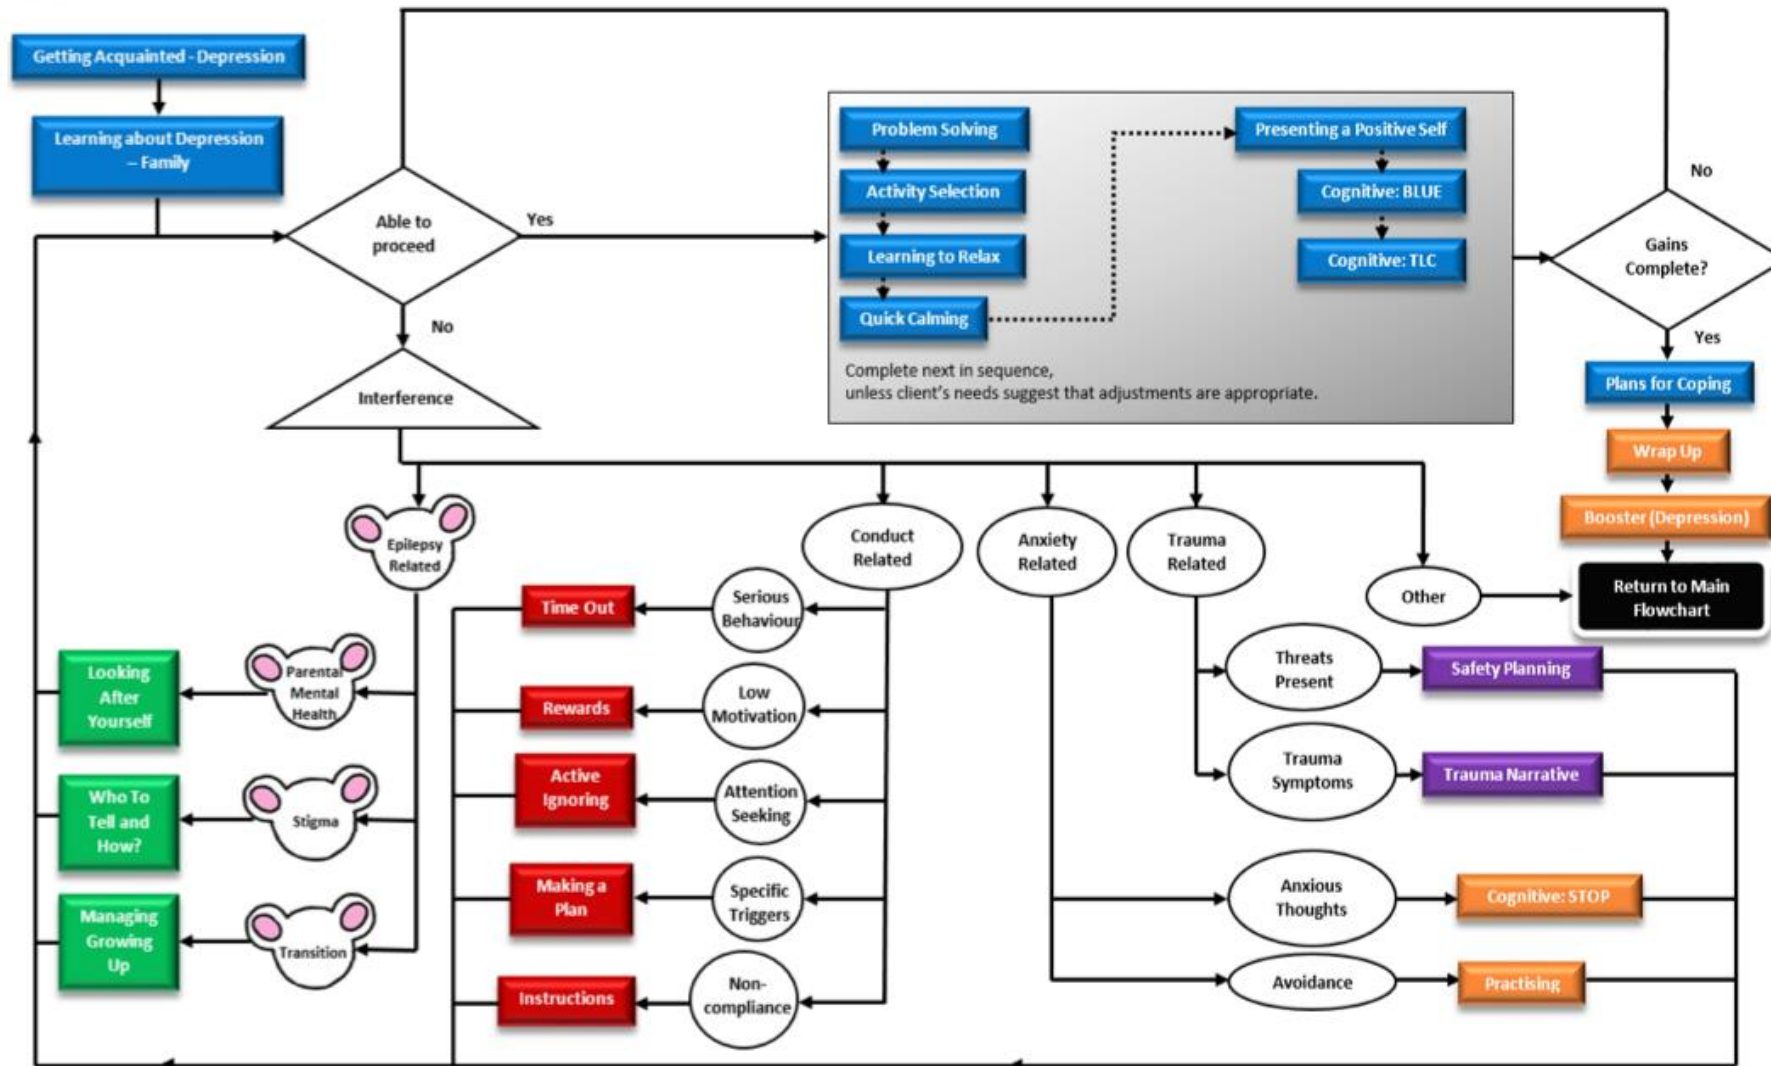 Getting Acquainted - Depression
Learning about Depression
– Family
Able to
proceed
Yes
No
Interference
Problem Solving
Activity Selection
Learning to Relax
Quick Calming
Presenting a Positive Self
Cognitive: BLUE
Cognitive: TLC
Complete next in sequence,
unless client's needs suggest that adjustments are appropriate.
No
Gains
Complete?
Yes
Plans for Coping
Wrap Up
Booster (Depression)
Return to Main
Flowchart
Epilepsy
Related
Conduct
Related
Anxiety
Related
Trauma
Related
Other
Looking
After
Yourself
Parental
Mental
Health
Who To
Tell and
How?
Stigma
Managing
Growing
Up
Transition
Time Out
Serious
Behaviour
Rewards
Low
Motivation
Active
Ignoring
Attention
Seeking
Making a
Plan
Specific
Triggers
Instructions
Non-
compliance
Threats
Present
Safety Planning
Trauma
Symptoms
Trauma Narrative
Anxious
Thoughts
Cognitive: STOP
Avoidance
Practising